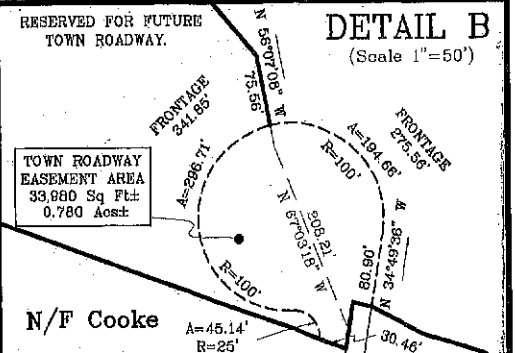 RESERVED FOR FUTURE
TOWN ROADWAY.
DETAIL B
(Scale 1"=50')
N 56°07'08" W
75.56'
FRONTAGE
341.85'
FRONTAGE
275.56'
A=296.71'
A=194.66'
R=100'
TOWN ROADWAY
EASEMENT AREA
33,980 Sq Ft±
0.780 Acs±
208.21'
N 67°03'18" W
80.90'
N 34°49'36" W
R=100'
N/F Cooke
A=45.14'
R=25'
30.46'